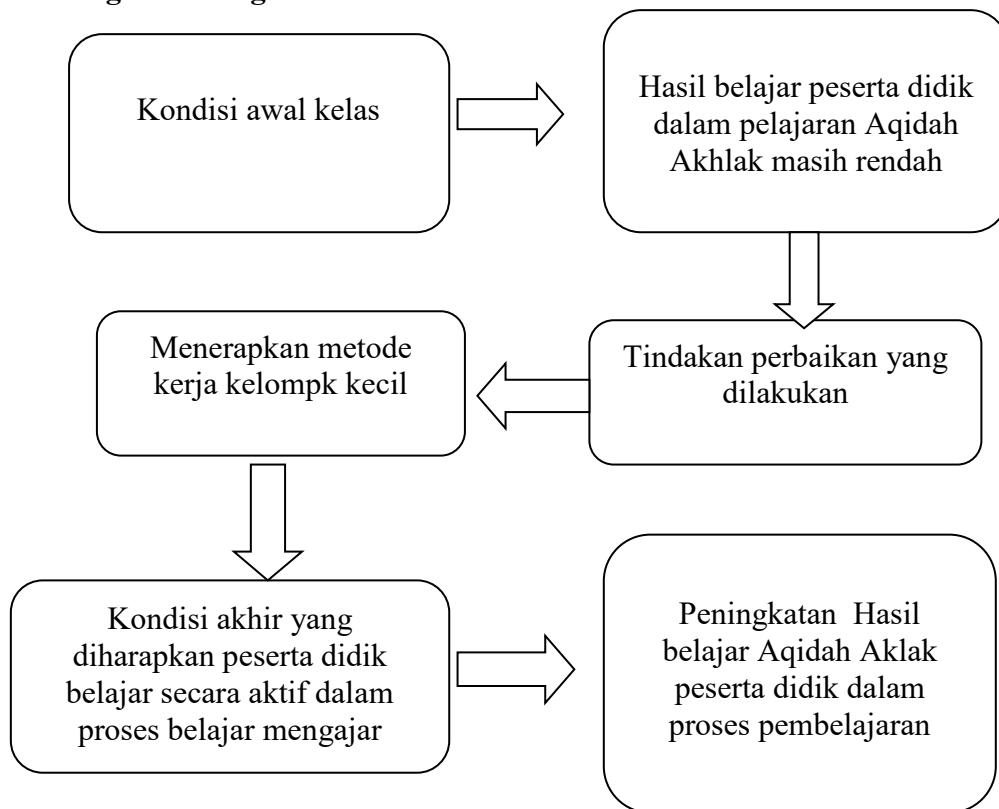 Kondisi awal kelas
Hasil belajar peserta didik
dalam pelajaran Aqidah
Akhlak masih rendah
Tindakan perbaikan yang
dilakukan
Menerapkan metode
kerja kelompk kecil
Kondisi akhir yang
diharapkan peserta didik
belajar secara aktif dalam
proses belajar mengajar
Peningkatan Hasil
belajar Aqidah Aklak
peserta didik dalam
proses pembelajaran